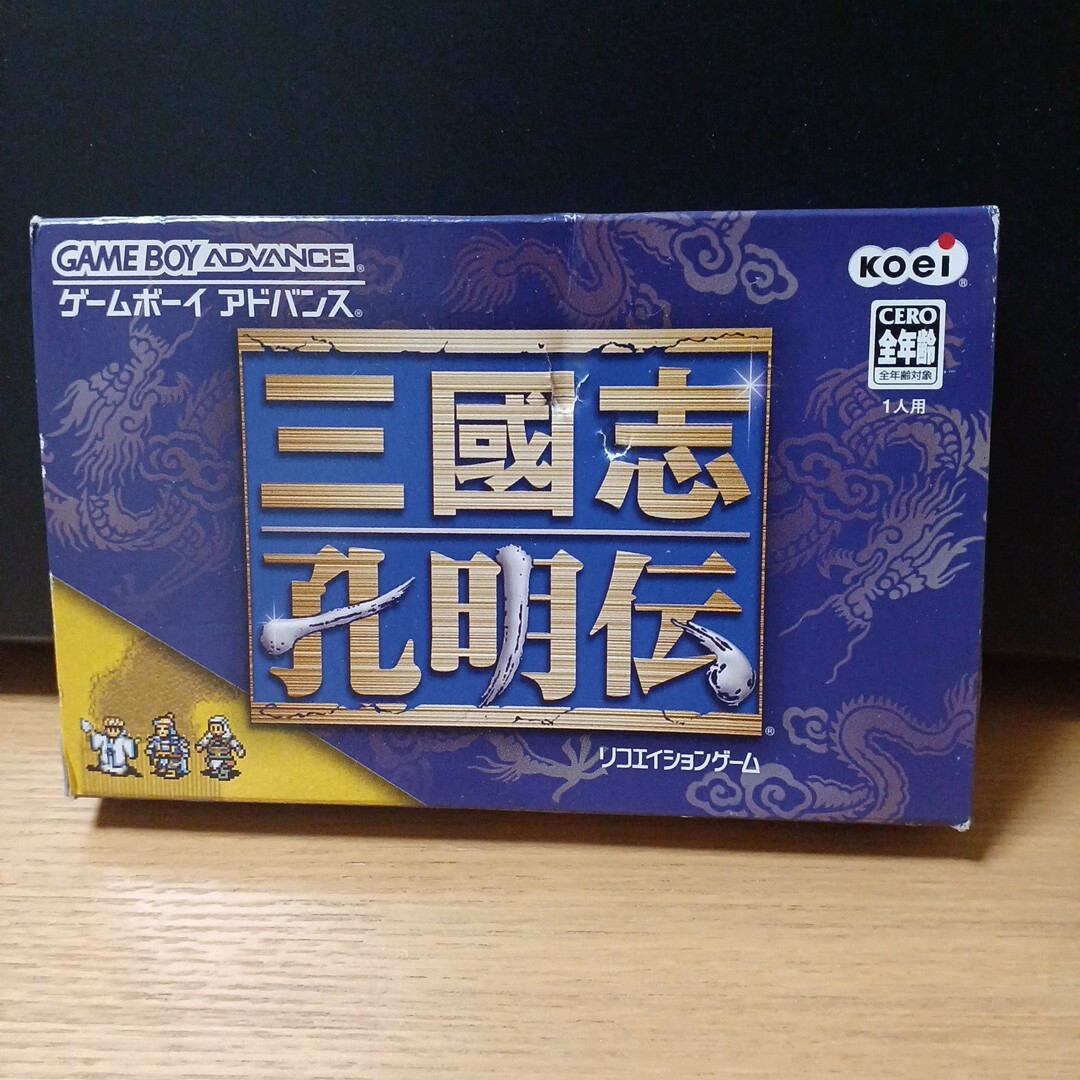 GAME BOY ADVANCE®
ゲームボーイ アドバンス®
Koei®
CERO
全年齢
全年齢対象
1人用
三國志
孔明伝®
リコエイションゲーム